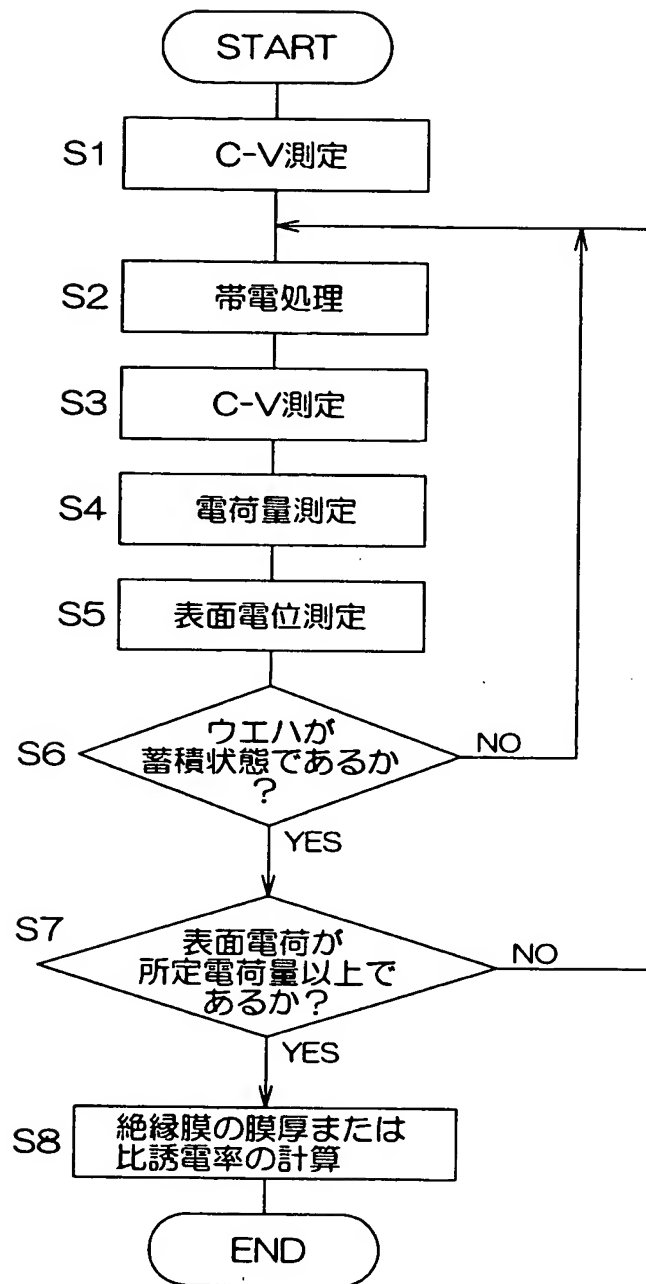 START
S1
C-V測定
S2
帯電処理
S3
C-V測定
S4
電荷量測定
S5
表面電位測定
S6
ウエハが
蓄積状態であるか
?
NO
YES
S7
表面電荷が
所定電荷量以上で
あるか?
NO
YES
S8
絶縁膜の膜厚または
比誘電率の計算
END